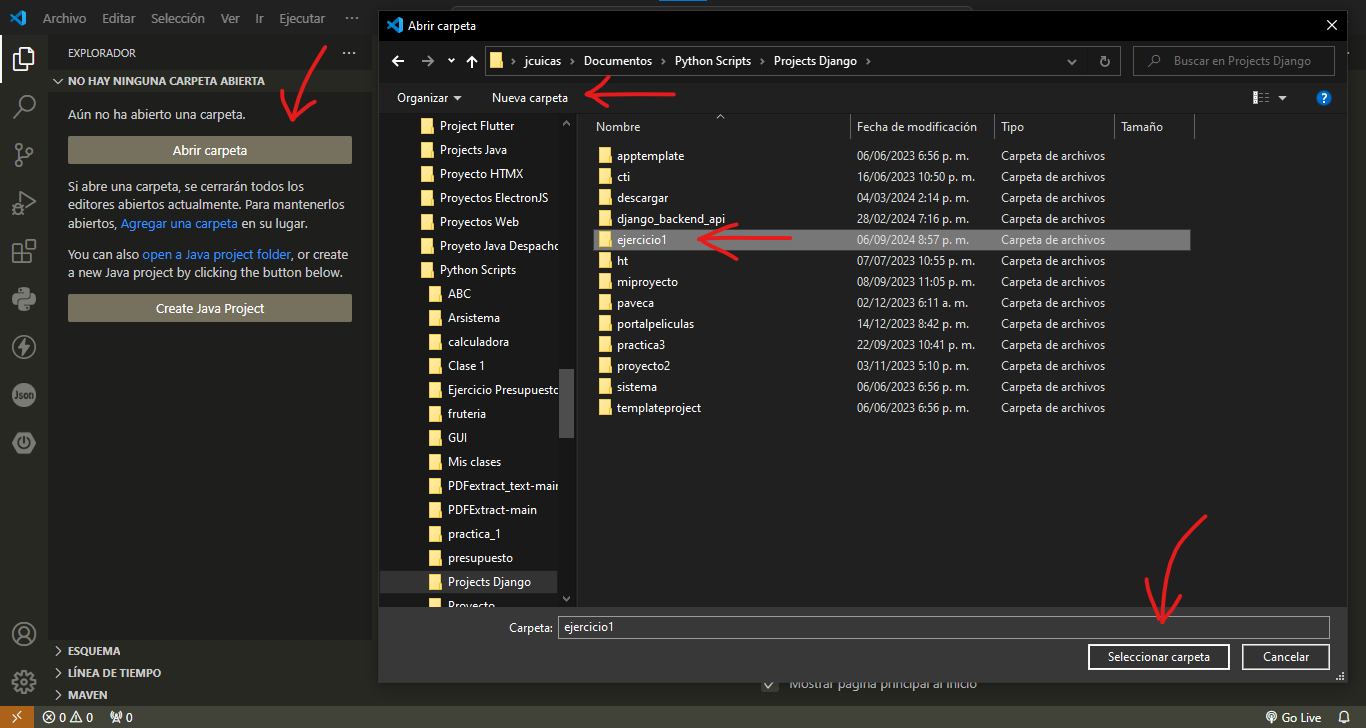 Archivo Editar Selección Ver Ir Ejecutar ···
EXPLORADOR ···
NO HAY NINGUNA CARPETA ABIERTA
Aún no ha abierto una carpeta.
Abrir carpeta
Si abre una carpeta, se cerrarán todos los
editores abiertos actualmente. Para mantenerlos
abiertos, Agregar una carpeta en su lugar.
You can also open a Java project folder, or create
a new Java project by clicking the button below.
Create Java Project
Json
ESQUEMA
LÍNEA DE TIEMPO
MAVEN
Abrir carpeta
jcuicas > Documentos > Python Scripts > Projects Django >
Buscar en Projects Django
Organizar Nueva carpeta
?
Project Flutter
Projects Java
Proyecto HTMX
Proyectos ElectronJS
Proyectos Web
Proyeto Java Despacho
Python Scripts
ABC
Arsistema
calculadora
Clase 1
Ejercicio Presupuesto
fruteria
GUI
Mis clases
PDFextract_text-main
PDFExtract-main
practica_1
presupuesto
Projects Django
Proyecto
Nombre Fecha de modificación Tipo Tamaño
apptemplate 06/06/2023 6:56 p. m. Carpeta de archivos
cti 16/06/2023 10:50 p. m. Carpeta de archivos
descargar 04/03/2024 2:14 p. m. Carpeta de archivos
django_backend_api 28/02/2024 7:16 p. m. Carpeta de archivos
ejercicio1 06/09/2024 8:57 p. m. Carpeta de archivos
ht 07/07/2023 10:55 p. m. Carpeta de archivos
miproyecto 08/09/2023 11:05 p. m. Carpeta de archivos
paveca 02/12/2023 6:11 a. m. Carpeta de archivos
portalpeliculas 14/12/2023 8:42 p. m. Carpeta de archivos
practica3 22/09/2023 10:41 p. m. Carpeta de archivos
proyecto2 03/11/2023 5:10 p. m. Carpeta de archivos
sistema 06/06/2023 6:56 p. m. Carpeta de archivos
templateproject 06/06/2023 6:56 p. m. Carpeta de archivos
Carpeta: ejercicio1
Seleccionar carpeta Cancelar
Mostrar página principal al inicio
0 0 0 Go Live